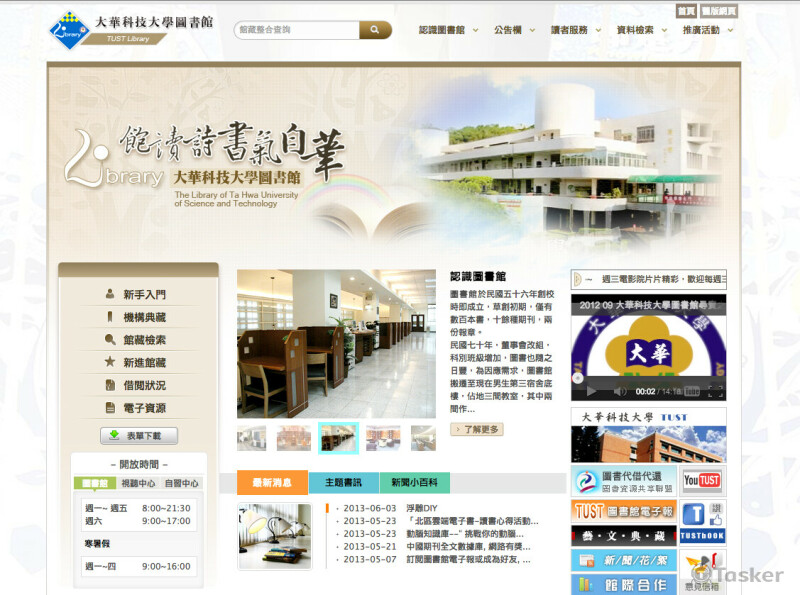 大華科技大學圖書館
Library
TUST Library
館藏整合查詢
首頁
舊版網頁
認識圖書館
公告欄
讀者服務
資料檢索
推廣活動
飽讀詩書氣自華
Library
大華科技大學圖書館
The Library of Ta Hwa University
of Science and Technology
新手入門
機構典藏
館藏檢索
新進館藏
借閱狀況
電子資源
表單下載
– 開放時間 –
圖書館 視聽中心 自習中心
週一~ 週五 8:00~21:30
週六 9:00~17:00
寒暑假
週一~四 9:00~16:00
認識圖書館
圖書館於民國五十六年創校
時即成立，草創初期，僅有
數百本書，十餘種期刊，兩
份報章。
民國七十年，董事會改組，
科別班級增加，圖書也隨之
日豐，為因應需求，圖書館
搬遷至現在男生第三宿舍底
樓，佔地三間教室，其中兩
間作...
了解更多
最新消息
主題書訊
新聞小百科
2013-06-03 浮雕DIY
2013-05-23 「北區雲端電子書-讀書心得活動...
2013-05-23 動腦知識庫~~" 挑戰你的動腦...
2013-05-21 中國期刊全文數據庫, 網路有獎...
2013-05-07 訂閱圖書館電子報或成為好友, ...
週三電影院片片精彩，歡迎每週三
2012 09 大華科技大學圖書館
大華
00:02 / 14:16
大華科技大學 TUST
圖書代借代還
圖書資源共享聯盟
You TUST
TUST 圖書館電子報
讚
TUSTbOOK
藝・文・典・藏
新/聞/花/絮
館際合作
意見信箱
Tasker